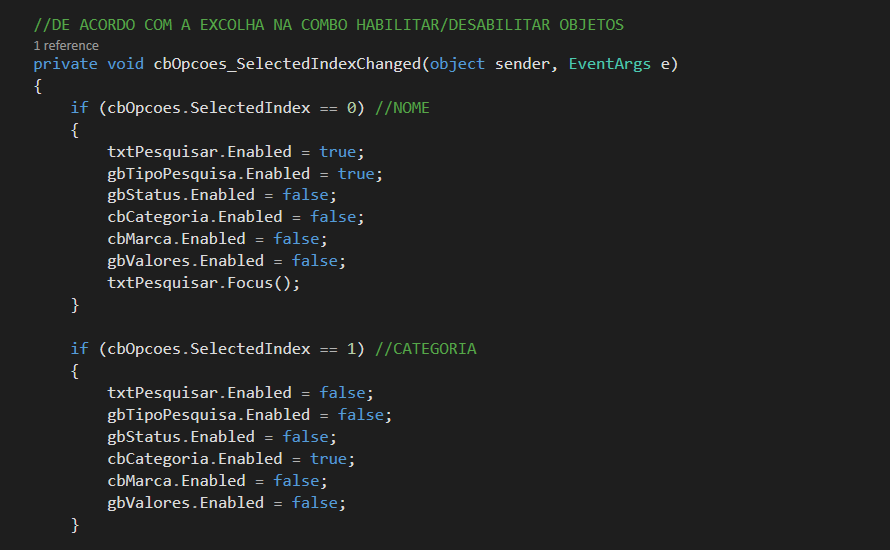 //DE ACORDO COM A EXCOLHA NA COMBO HABILITAR/DESABILITAR OBJETOS
1 reference
private void cbOpcoes_SelectedIndexChanged(object sender, EventArgs e)
{
    if (cbOpcoes.SelectedIndex == 0) //NOME
    {
        txtPesquisar.Enabled = true;
        gbTipoPesquisa.Enabled = true;
        gbStatus.Enabled = false;
        cbCategoria.Enabled = false;
        cbMarca.Enabled = false;
        gbValores.Enabled = false;
        txtPesquisar.Focus();
    }

    if (cbOpcoes.SelectedIndex == 1) //CATEGORIA
    {
        txtPesquisar.Enabled = false;
        gbTipoPesquisa.Enabled = false;
        gbStatus.Enabled = false;
        cbCategoria.Enabled = true;
        cbMarca.Enabled = false;
        gbValores.Enabled = false;
    }